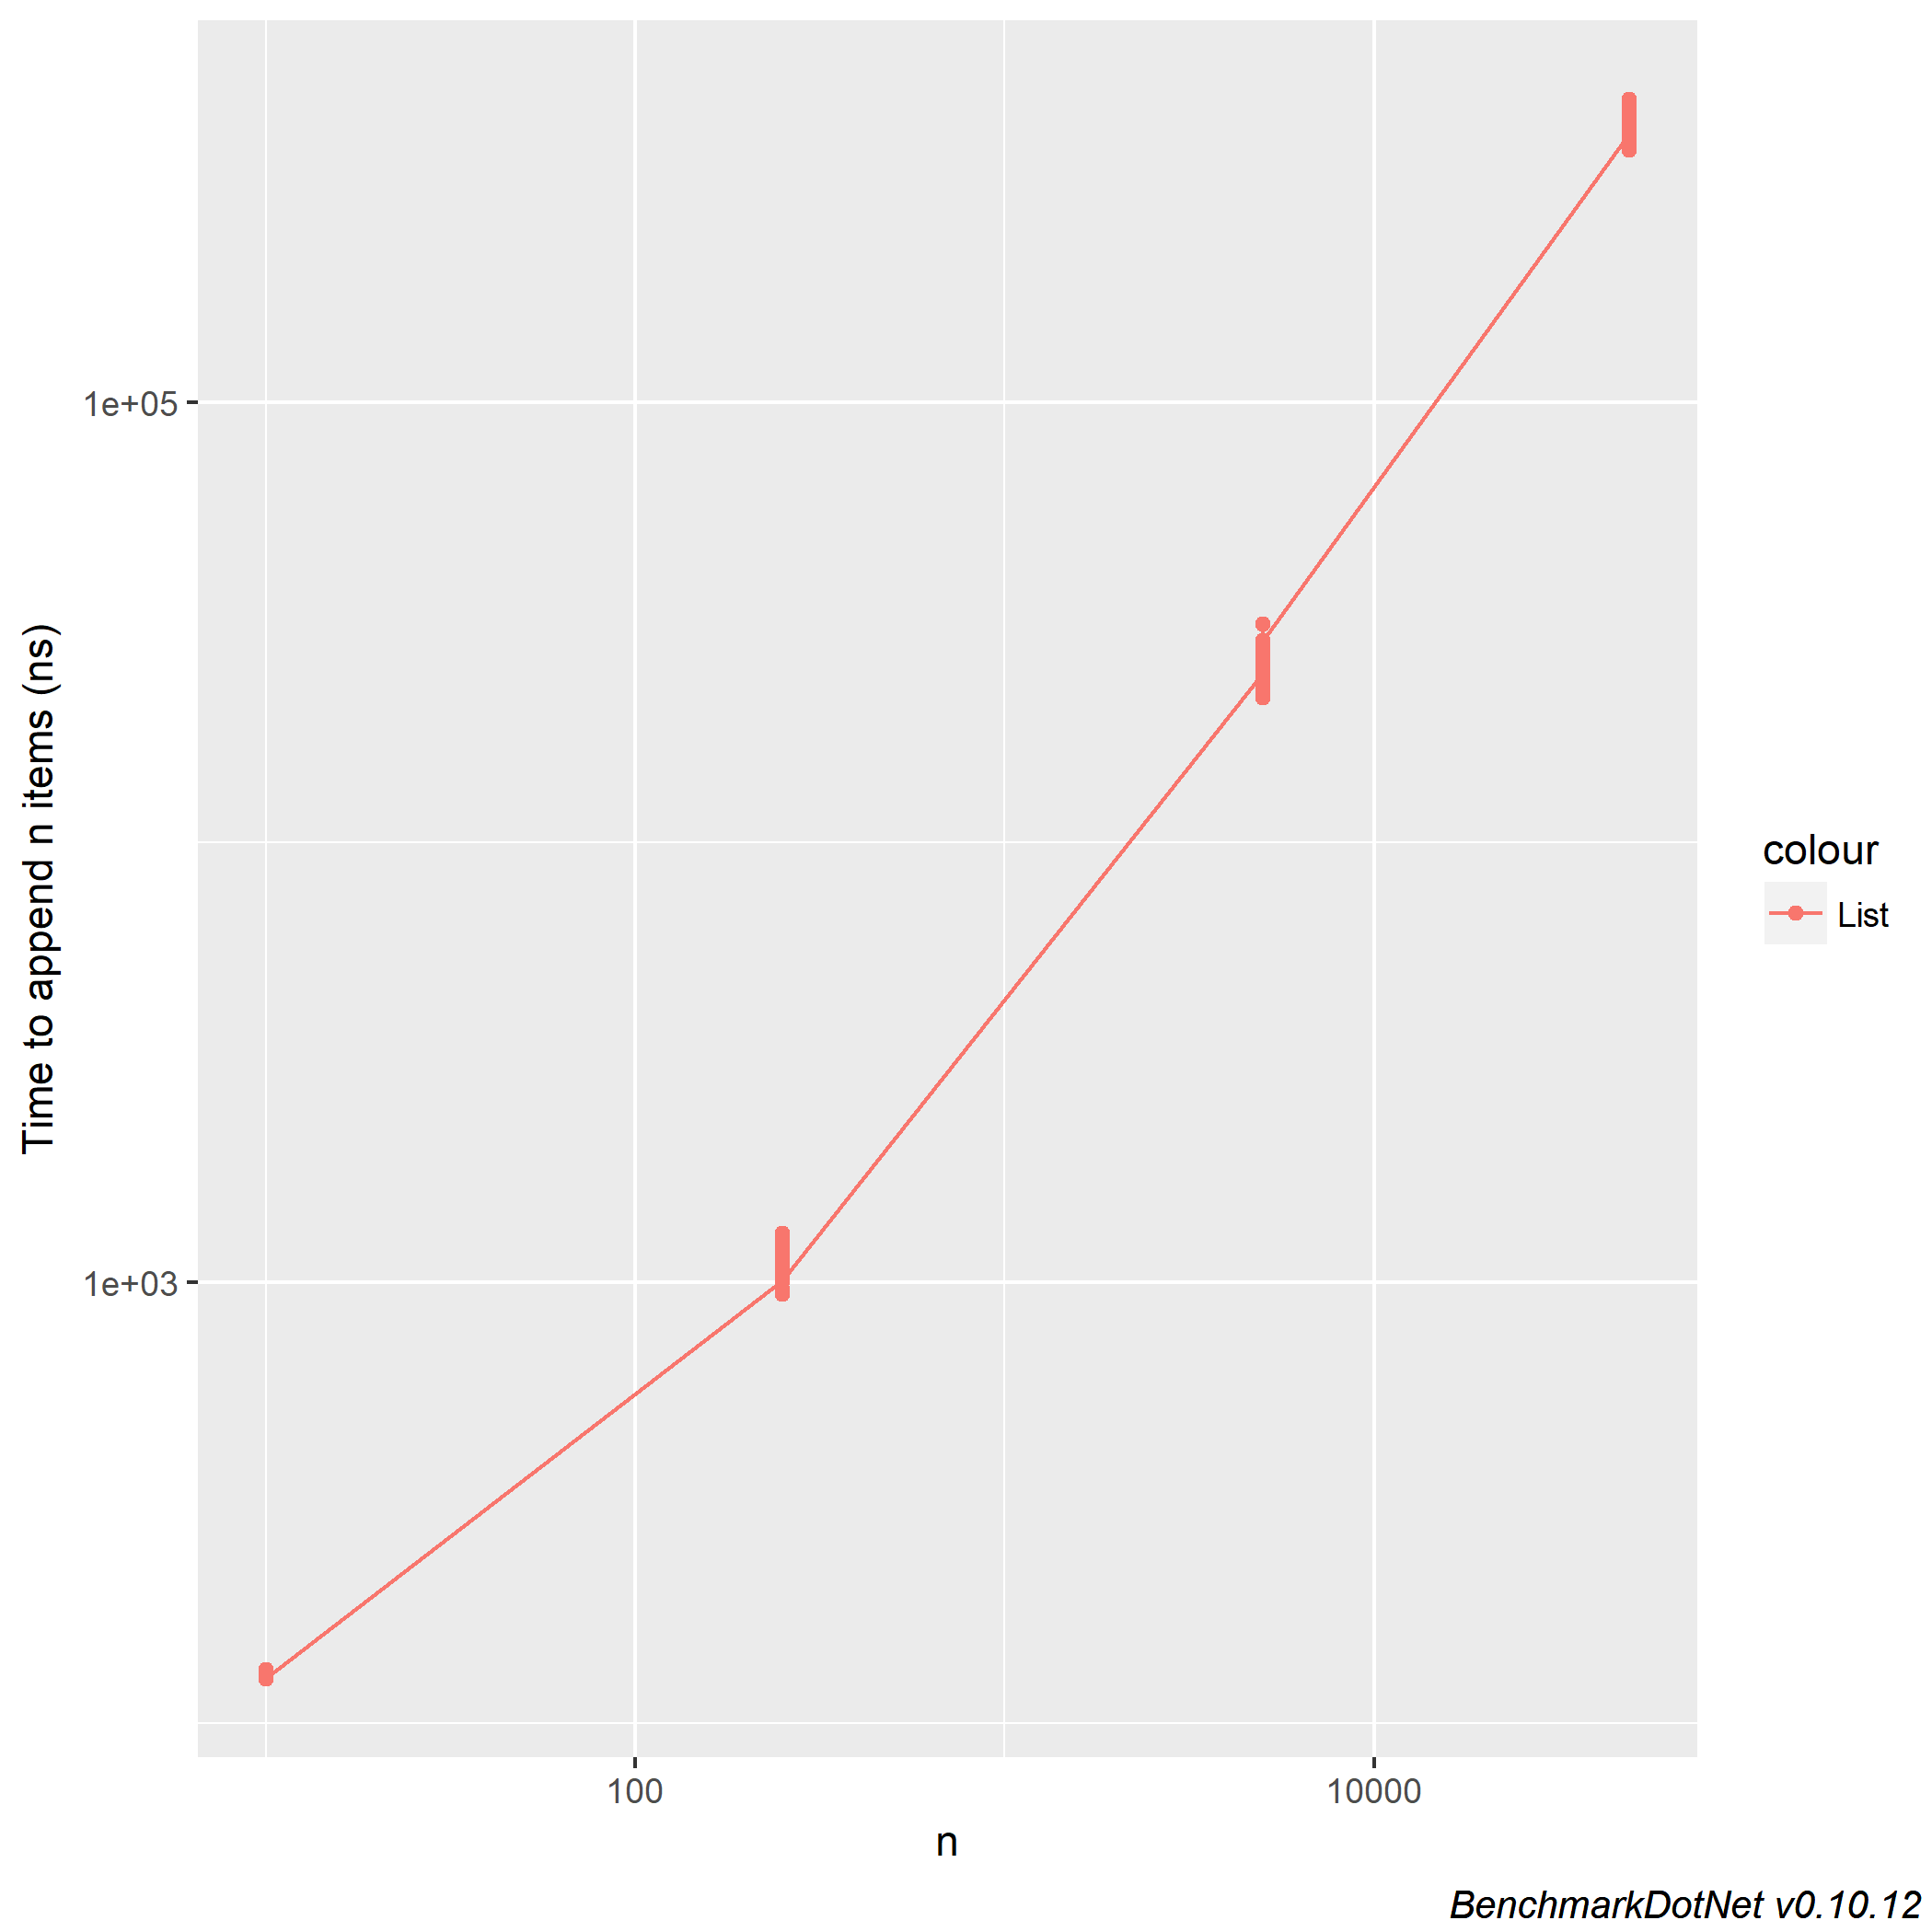 Time to append n items (ns)
1e+05
1e+03
100
10000
n
colour
List
BenchmarkDotNet v0.10.12